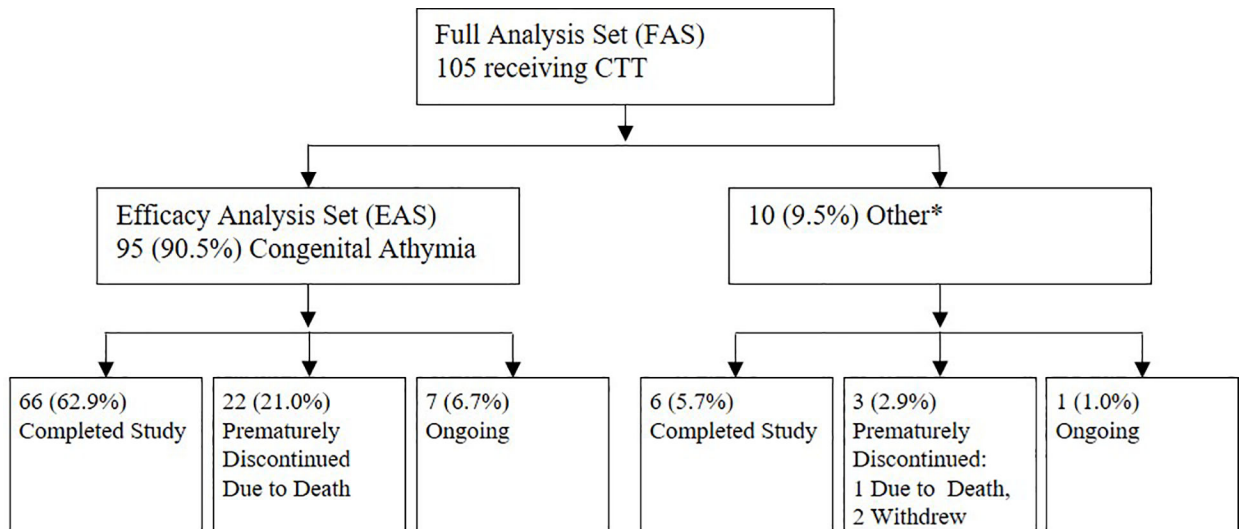 Full Analysis Set (FAS)
105 receiving CTT
Efficacy Analysis Set (EAS)
95 (90.5%) Congenital Athymia
10 (9.5%) Other*
66 (62.9%)
Completed Study
22 (21.0%)
Prematurely
Discontinued
Due to Death
7 (6.7%)
Ongoing
6 (5.7%)
Completed Study
3 (2.9%)
Prematurely
Discontinued:
1 Due to Death,
2 Withdrew
1 (1.0%)
Ongoing